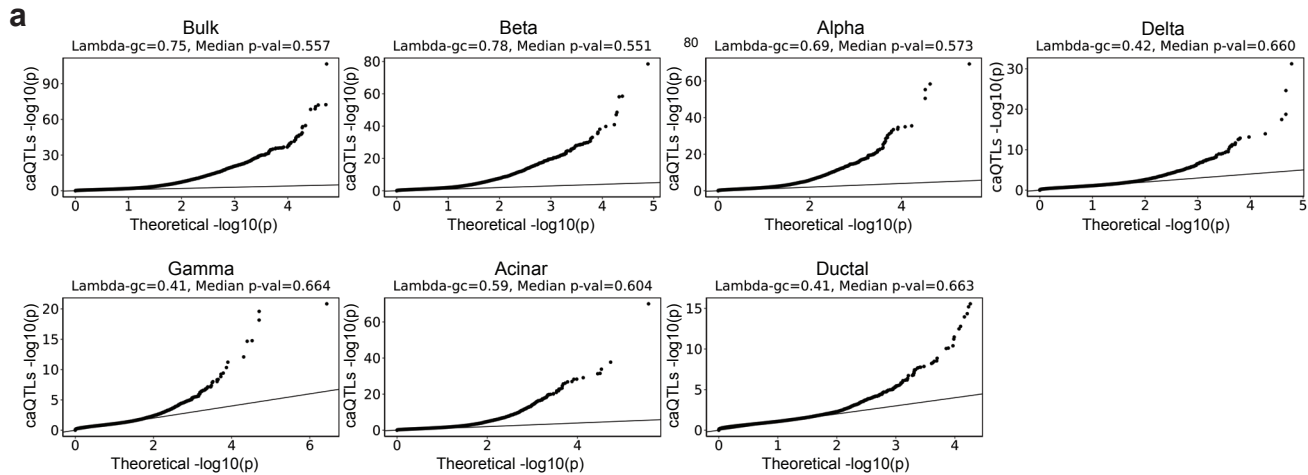 a
Bulk
Lambda-gc=0.75, Median p-val=0.557
caQTLs -log10(p)
90
60
30
0
0 1 2 3 4
Theoretical -log10(p)
Beta
Lambda-gc=0.78, Median p-val=0.551
caQTLs -log10(p)
80
60
40
20
0
0 1 2 3 4 5
Theoretical -log10(p)
Alpha
Lambda-gc=0.69, Median p-val=0.573
caQTLs -log10(p)
80
60
40
20
0
0 2 4
Theoretical -log10(p)
Delta
Lambda-gc=0.42, Median p-val=0.660
caQTLs -Log10(p)
30
20
10
0
0 1 2 3 4 5
Theoretical -log10(p)
Gamma
Lambda-gc=0.41, Median p-val=0.664
caQTLs -log10(p)
20
15
10
5
0
0 2 4 6
Theoretical -log10(p)
Acinar
Lambda-gc=0.59, Median p-val=0.604
caQTLs -log10(p)
60
40
20
0
0 2 4
Theoretical -log10(p)
Ductal
Lambda-gc=0.41, Median p-val=0.663
caQTLs -log10(p)
15
10
5
0
0 1 2 3 4
Theoretical -log10(p)